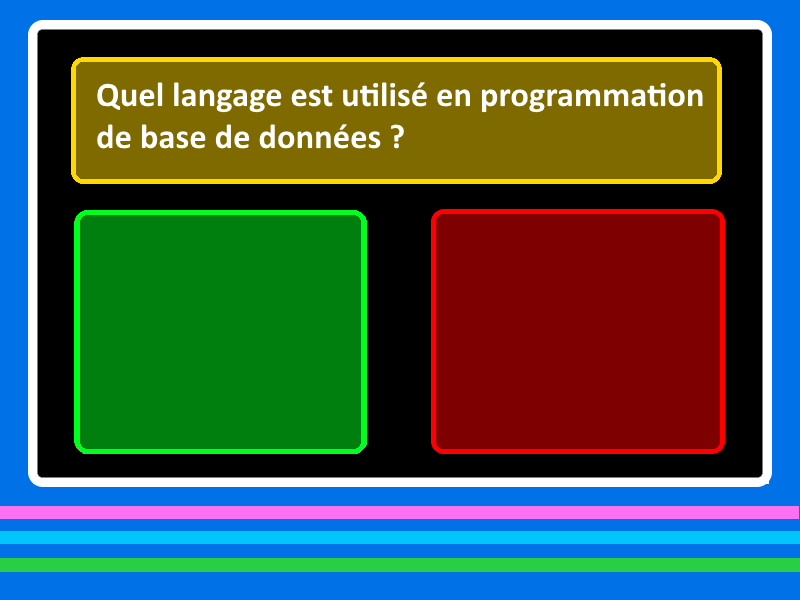 Quel langage est utilisé en programmation
de base de données ?